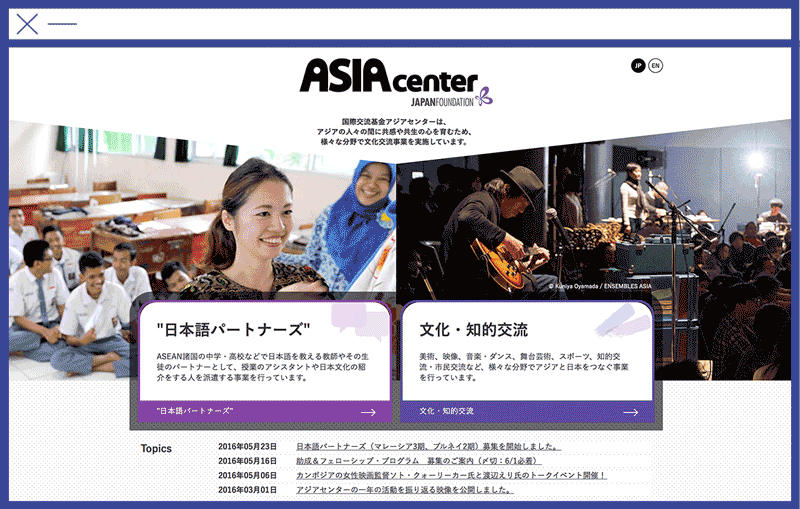 ASIA center
JAPANFOUNDATION
JP EN
国際交流基金アジアセンターは、
アジアの人々の間に共感や共生の心を育むため、
様々な分野で文化交流事業を実施しています。
© Kuniya Oyamada / ENSEMBLES ASIA
"日本語パートナーズ"
ASEAN諸国の中学・高校などで日本語を教える教師やその生
徒のパートナーとして、授業のアシスタントや日本文化の紹
介をする人を派遣する事業を行っています。
"日本語パートナーズ"
文化・知的交流
美術、映像、音楽・ダンス、舞台芸術、スポーツ、知的交
流・市民交流など、様々な分野でアジアと日本をつなぐ事業
を行っています。
文化・知的交流
Topics
2016年05月23日 日本語パートナーズ（マレーシア3期、ブルネイ2期）募集を開始しました。
2016年05月16日 助成＆フェローシップ・プログラム 募集のご案内（〆切：6/1必着）
2016年05月06日 カンボジアの女性映画監督ソト・クォーリーカー氏と渡辺えり氏のトークイベント開催！
2016年03月01日 アジアセンターの一年の活動を振り返る映像を公開しました。